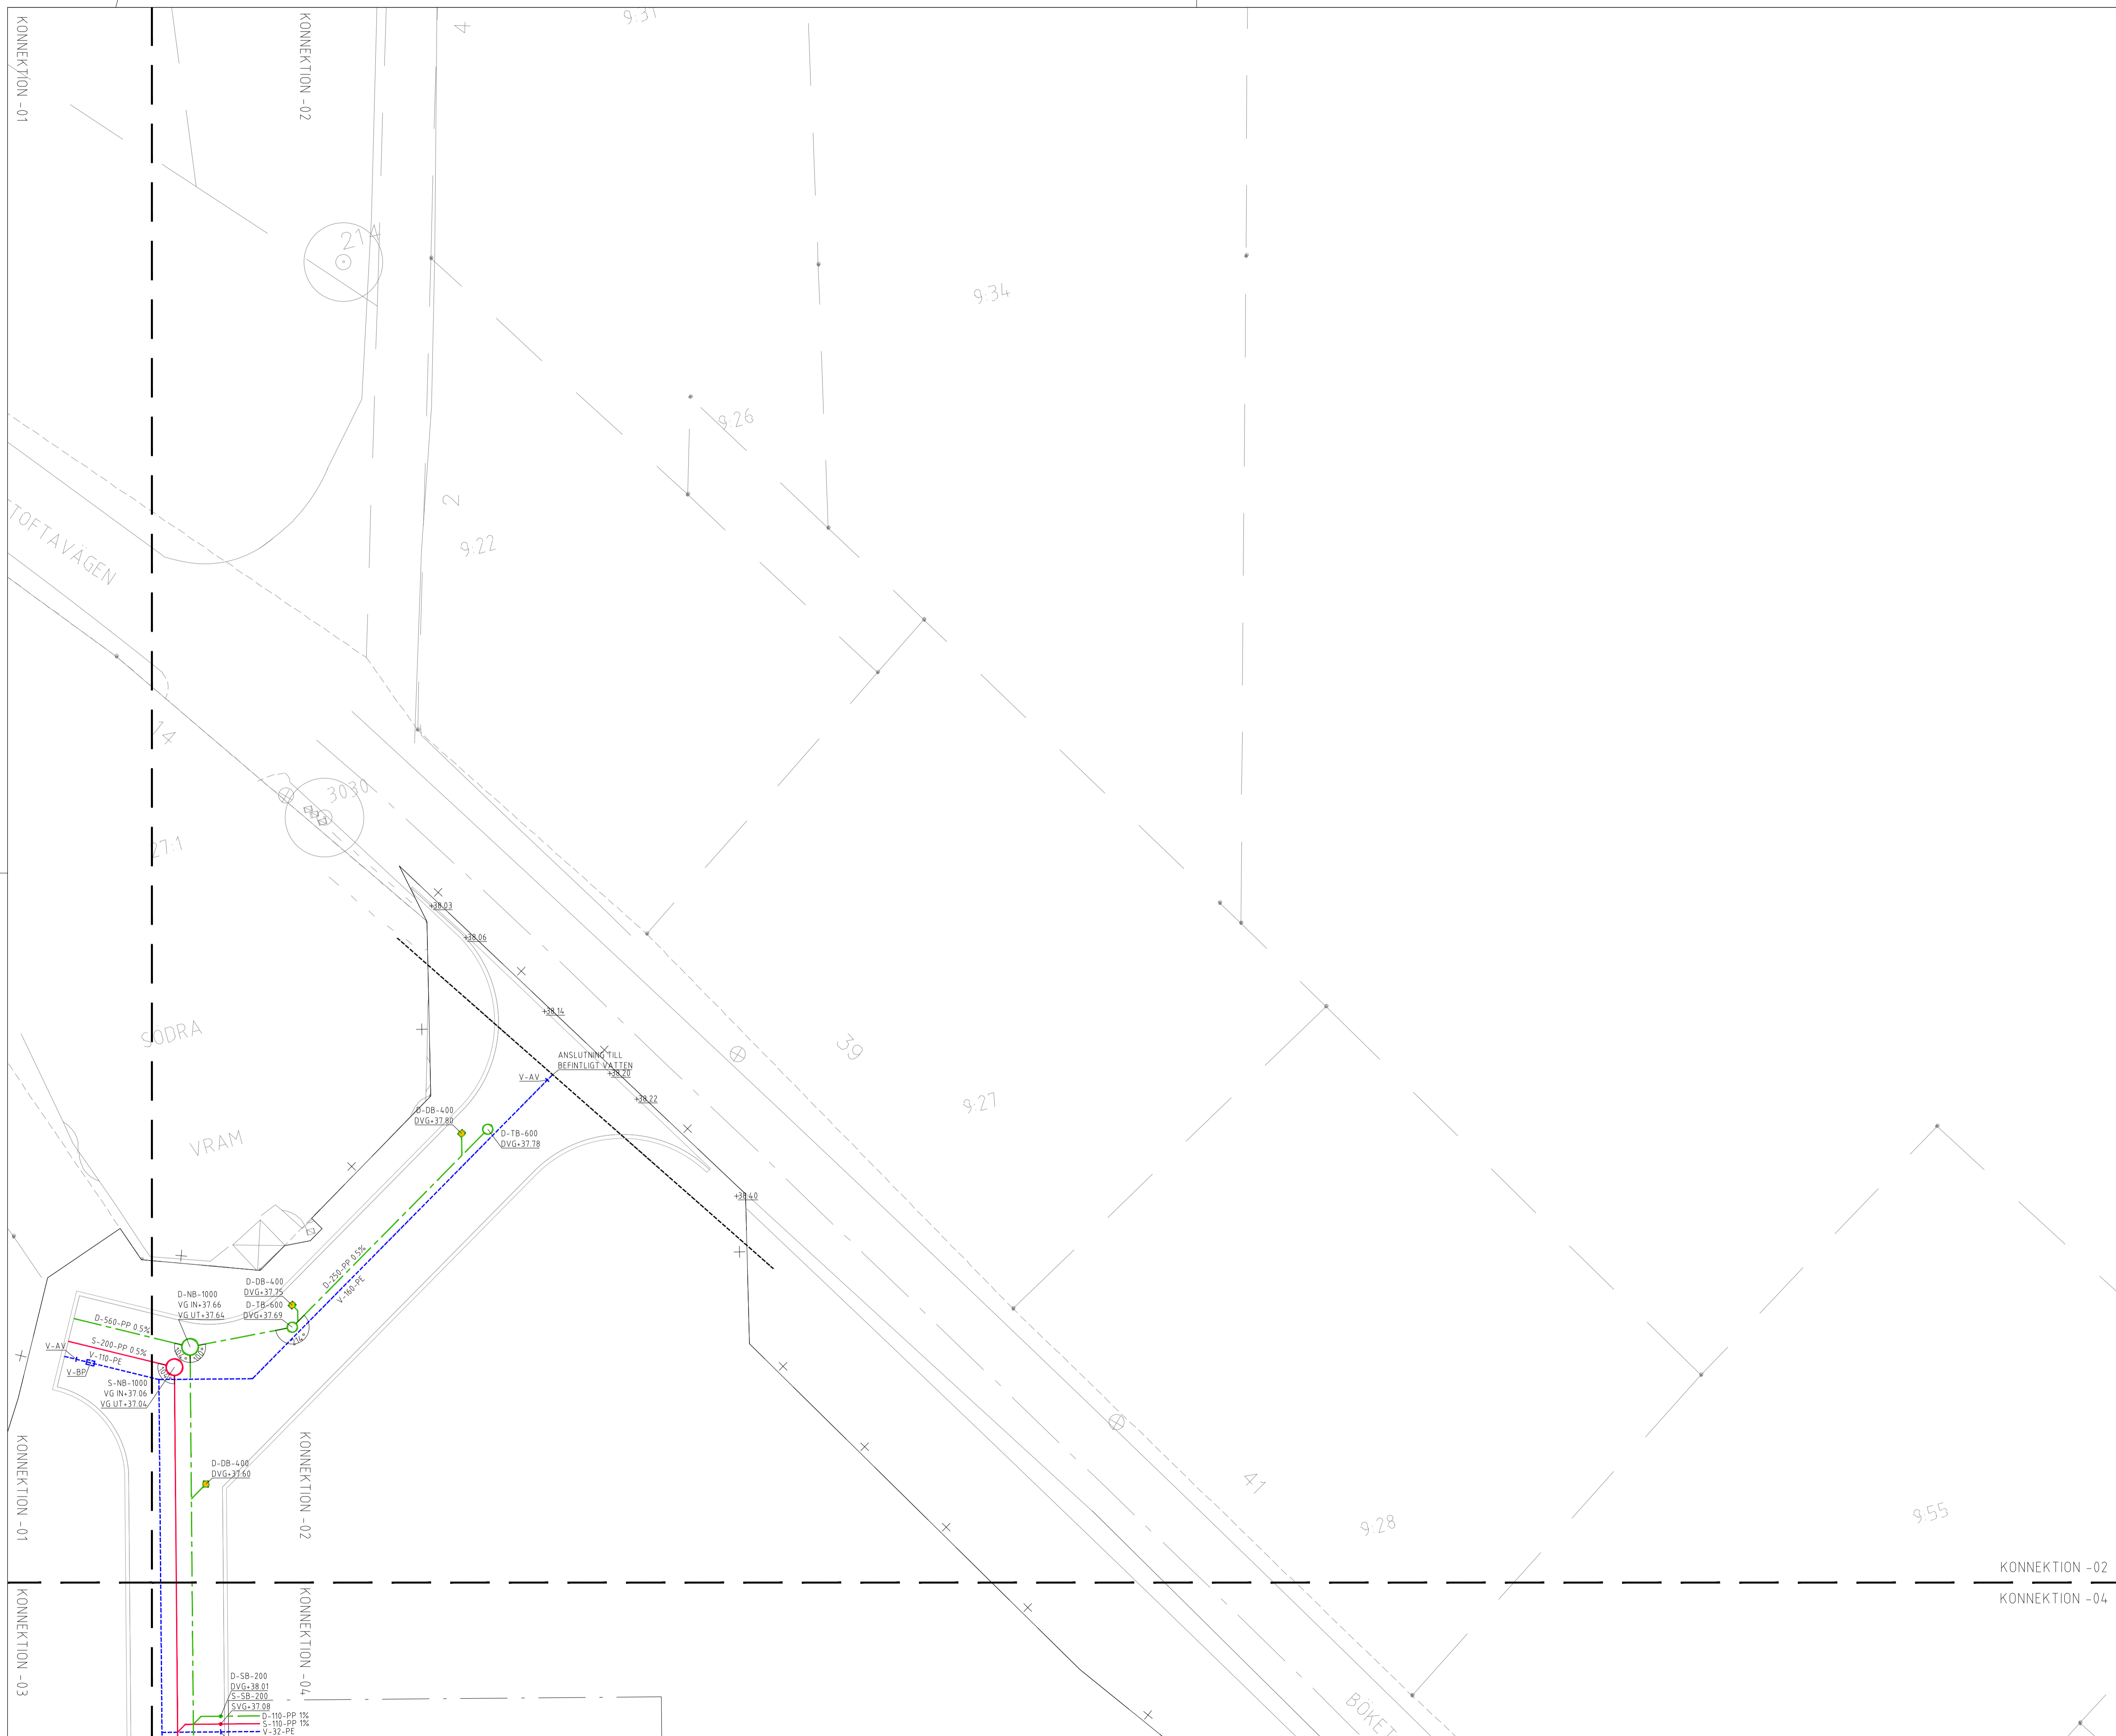 KONNEKTION -01
KONNEKTION -02
4
9:31
214
9:34
9:26
2
9:22
TOFTAVÄGEN
14
3030
27:1
+38.03
+38.06
+38.14
SÖDRA
39
ANSLUTNING TILL
BEFINTLIGT VATTEN
V-AV
+38.20
+38.22
9:27
D-DB-400
DVG+37.80
D-TB-600
DVG+37.78
VRAM
+38.40
D-250-PP 0.5%
V-160-PE
D-DB-400
DVG+37.75
D-NB-1000
VG IN+37.66
VG UT+37.64
D-TB-600
DVG+37.69
214°
D-560-PP 0.5%
S-200-PP 0.5%
V-110-PE
V-AV
V-BP
104°
S-NB-1000
VG IN+37.06
VG UT+37.04
KONNEKTION -01
KONNEKTION -02
D-DB-400
DVG+37.60
41
9:28
9:55
KONNEKTION -02
KONNEKTION -04
KONNEKTION -03
KONNEKTION -04
D-SB-200
DVG+38.01
S-SB-200
SVG+37.08
D-110-PP 1%
S-110-PP 1%
V-32-PE
BÖKET